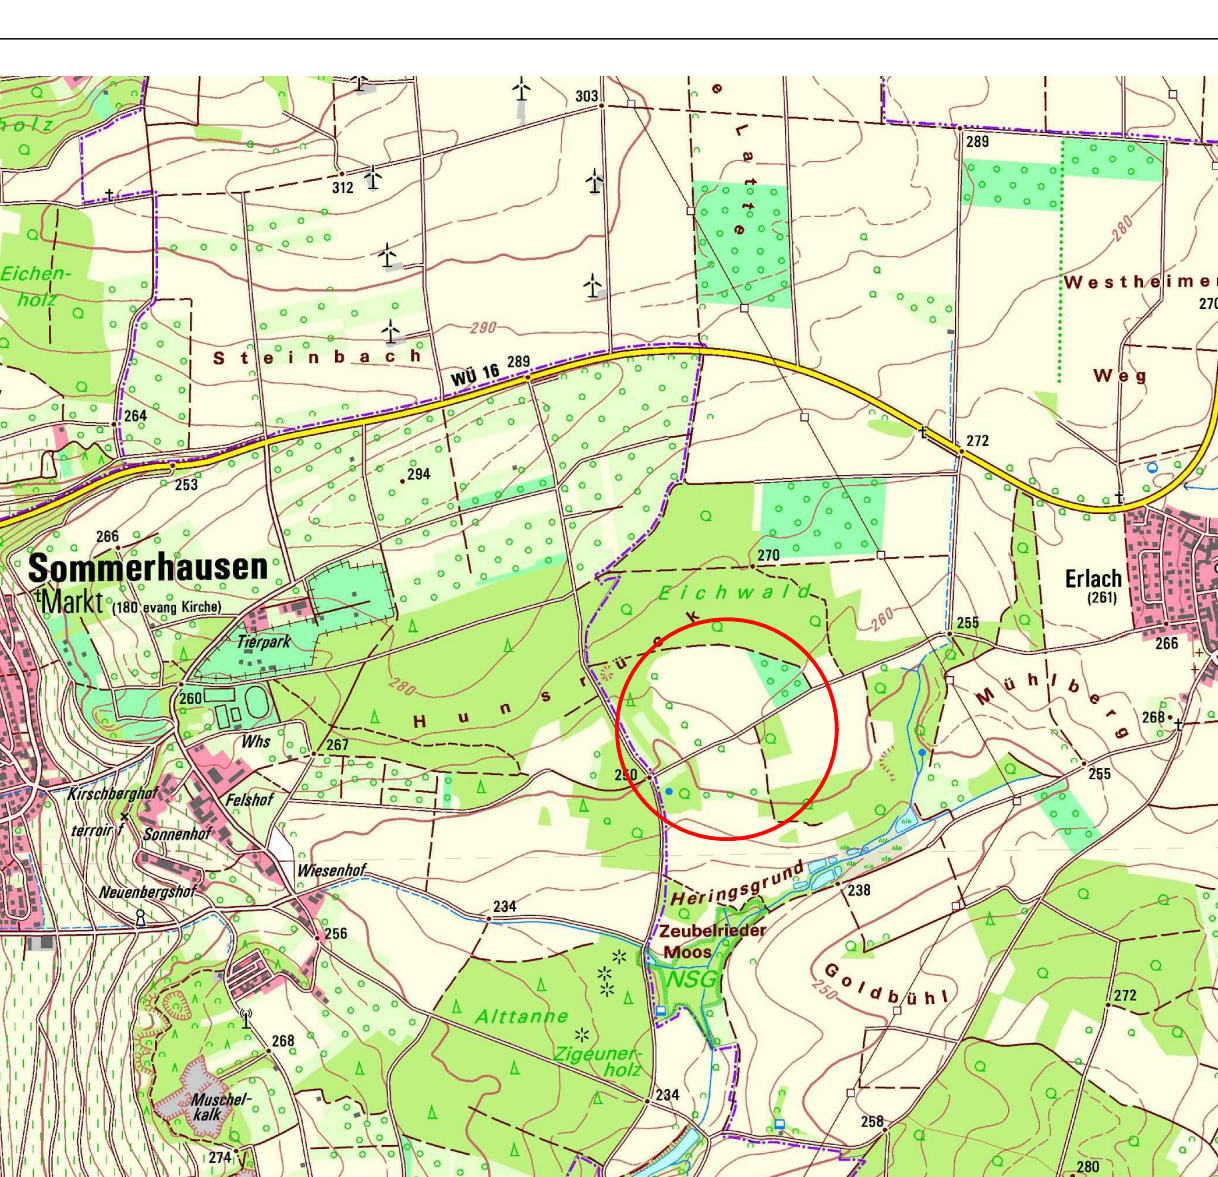 303
289
holz
312
e
Latte
280
Eichen-
holz
Westheimer
270
290
Steinbach
289
WÜ 16
Weg
264
272
294
253
266
Sommerhausen
Markt (180 evang Kirche)
270
Eichwald
Erlach
(261)
260
255
266
Tierpark
280
Hunsrück
260
Mühlberg
268
Whs
267
250
255
Kirschberghof
Felshof
terroir f
Sonnenhof
Wiesenhof
Neuenbergshof
Heringsgrund
238
234
256
Zeubelrieder
Moos
NSG
Goldbühl
250
272
Alttanne
268
Zigeuner-
holz
Muschel-
kalk
234
258
274
280